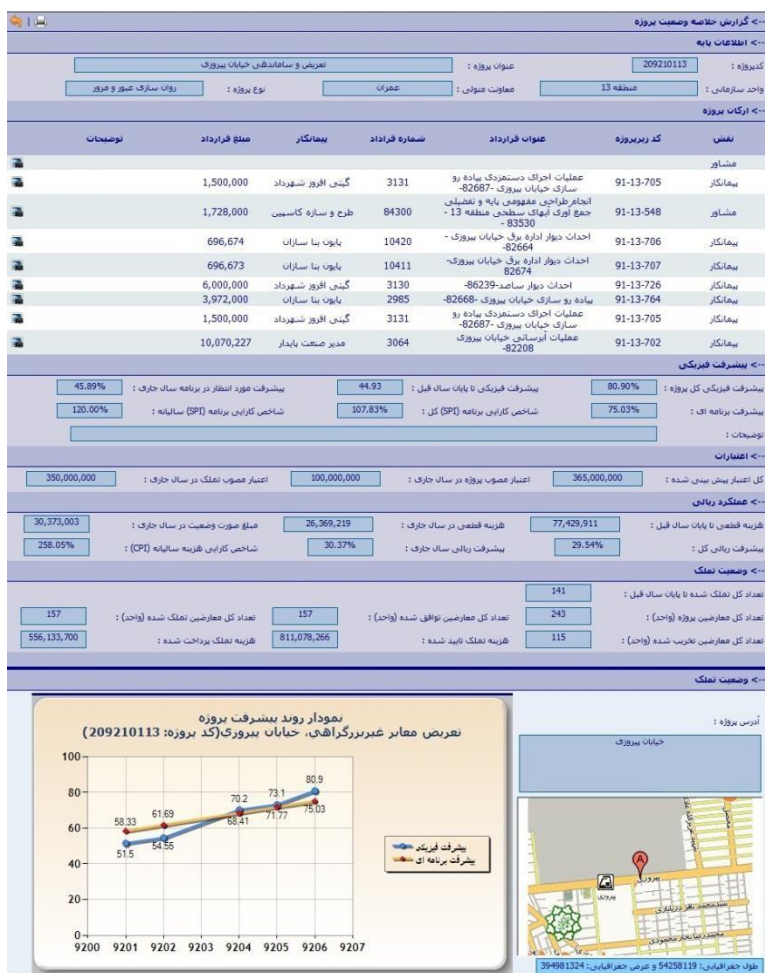 --> گزارش خلاصه وضعیت پروژه
--> اطلاعات پایه
کدپروژه : 209210113 عنوان پروژه : تعریض و ساماندهی خیابان پیروزی
واحد سازمانی : منطقه 13 معاونت متولی : عمران نوع پروژه : روان سازی عبور و مرور
--> ارکان پروژه
نقش کد زیرپروژه عنوان قرارداد شماره قراداد پیمانکار مبلغ قرارداد توضیحات
مشاور
پیمانکار 91-13-705 عملیات اجرای دستمزدی پیاده رو سازی خیابان پیروزی -82687- 3131 گیتی افروز شهرداد 1,500,000
مشاور 91-13-548 انجام طراحی مفهومی پایه و تفضیلی جمع آوری آبهای سطحی منطقه 13 - 83530 - 84300 طرح و سازه کاسپین 1,728,000
پیمانکار 91-13-706 احداث دیوار اداره برق خیابان پیروزی - 82664- 10420 پایون بنا سازان 696,674
پیمانکار 91-13-707 احداث دیوار اداره برق خیابان پیروزی- 82674 10411 پایون بنا سازان 696,673
پیمانکار 91-13-726 احداث دیوار ساصد-86239- 3130 گیتی افروز شهرداد 6,000,000
پیمانکار 91-13-764 پیاده رو سازی خیابان پیروزی -82668- 2985 پایون بنا سازان 3,972,000
پیمانکار 91-13-705 عملیات اجرای دستمزدی پیاده رو سازی خیابان پیروزی -82687- 3131 گیتی افروز شهرداد 1,500,000
پیمانکار 91-13-702 عملیات آبرسانی خیابان پیروزی 82208- 3064 مدیر صنعت پایدار 10,070,227
--> پیشرفت فیزیکی
پیشرفت فیزیکی کل پروژه : 80.90% پیشرفت فیزیکی تا پایان سال قبل : 44.93 پیشرفت مورد انتظار در برنامه سال جاری : 45.89%
پیشرفت برنامه ای : 75.03% شاخص کارایی برنامه (SPI) کل : 107.83% شاخص کارایی برنامه (SPI) سالیانه : 120.00%
توضیحات :
--> اعتبارات
کل اعتبار پیش بینی شده : 365,000,000 اعتبار مصوب پروژه در سال جاری : 100,000,000 اعتبار مصوب تملک در سال جاری : 350,000,000
--> عملکرد ریالی
هزینه قطعی تا پایان سال قبل : 77,429,911 هزینه قطعی در سال جاری : 26,369,219 مبلغ صورت وضعیت در سال جاری : 30,373,003
پیشرفت ریالی کل : 29.54% پیشرفت ریالی سال جاری : 30.37% شاخص کارایی هزینه سالیانه (CPI) : 258.05%
--> وضعیت تملک
تعداد کل تملک شده تا پایان سال قبل : 141
تعداد کل معارضین پروژه (واحد) : 243 تعداد کل معارضین توافق شده (واحد) : 157 تعداد کل معارضین تملک شده (واحد) : 157
تعداد کل معارضین تخریب شده (واحد) : 115 هزینه تملک تایید شده : 811,078,266 هزینه تملک پرداخت شده : 556,133,700
--> وضعیت تملک
آدرس پروژه :
خیابان پیروزی
نمودار روند پیشرفت پروژه
تعریض معابر غیربزرگراهی، خیابان پیروزی(کد پروژه: 209210113)
100
80
60
40
20
0
58.33 61.69 70.2 73.1 80.9
51.5 54.55 68.41 71.77 75.03
9200 9201 9202 9203 9204 9205 9206 9207
پیشرفت فیزیکی
پیشرفت برنامه ای
A
پیروزی
پیروزی
سیدمحمد باقر دریاباری
محمدرضا نجار محمودی
طول جغرافیایی: 54258119 و عرض جغرافیایی: 394981324